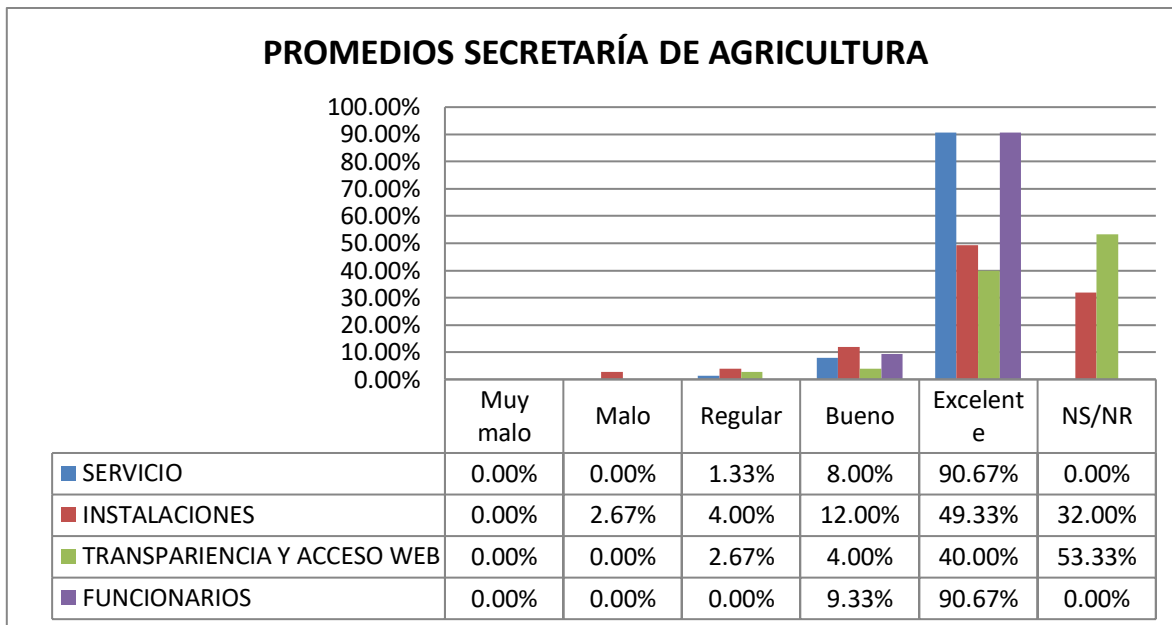 PROMEDIOS SECRETARÍA DE AGRICULTURA
100.00%
90.00%
80.00%
70.00%
60.00%
50.00%
40.00%
30.00%
20.00%
10.00%
0.00%
Muy malo Malo Regular Bueno Excelente NS/NR
SERVICIO 0.00% 0.00% 1.33% 8.00% 90.67% 0.00%
INSTALACIONES 0.00% 2.67% 4.00% 12.00% 49.33% 32.00%
TRANSPARIENCIA Y ACCESO WEB 0.00% 0.00% 2.67% 4.00% 40.00% 53.33%
FUNCIONARIOS 0.00% 0.00% 0.00% 9.33% 90.67% 0.00%